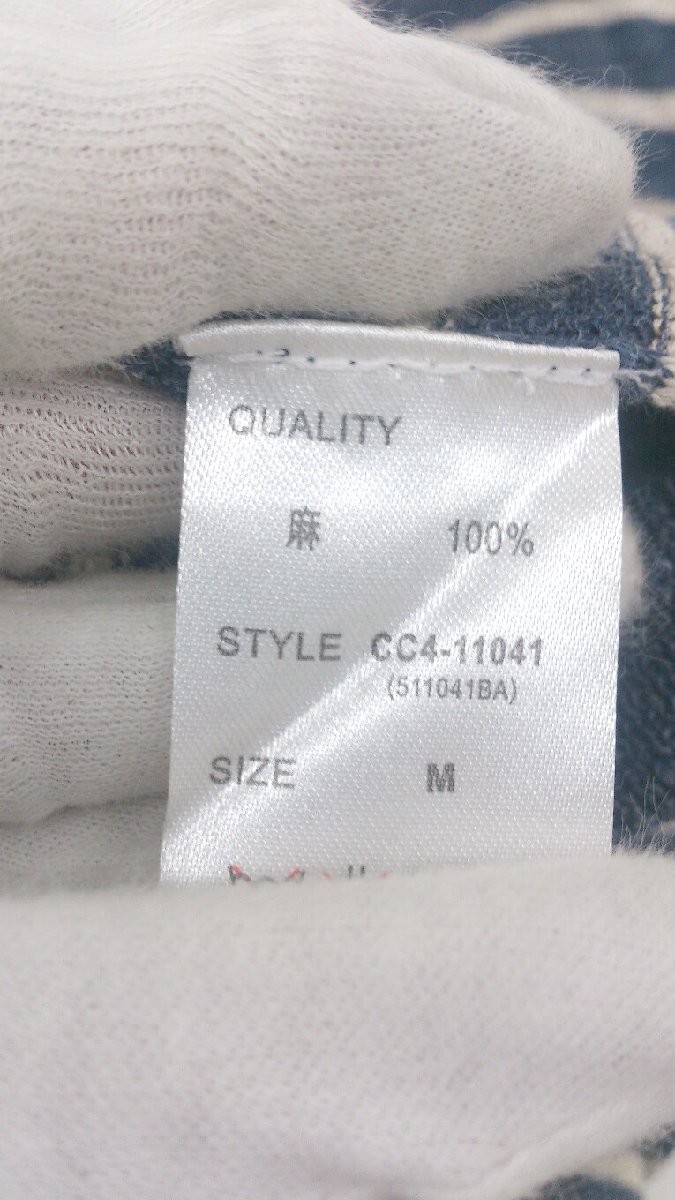 QUALITY
麻 100%
STYLE CC4-11041
(511041BA)
SIZE M